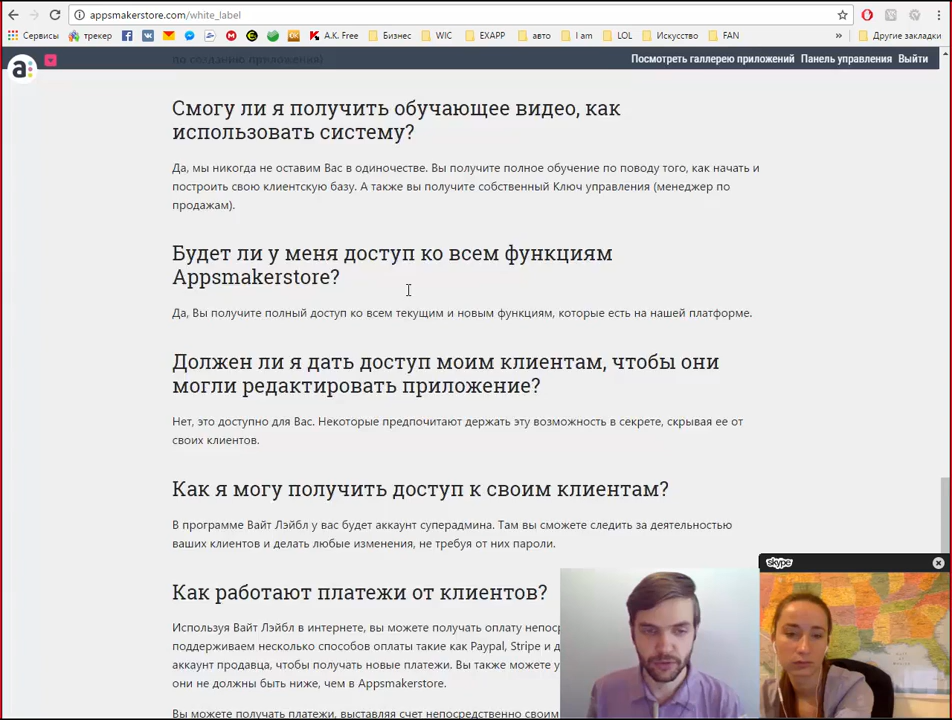 appsmakerstore.com/white_label
Сервисы трекер A.K. Free Бизнес WIC EXAPP авто I am LOL Искусство FAN » Другие закладки
a: Посмотреть галлерею приложений Панель управления Выйти
по созданию приложения)
Смогу ли я получить обучающее видео, как
использовать систему?
Да, мы никогда не оставим Вас в одиночестве. Вы получите полное обучение по поводу того, как начать и
построить свою клиентскую базу. А также вы получите собственный Ключ управления (менеджер по
продажам).
Будет ли у меня доступ ко всем функциям
Appsmakerstore?
Да, Вы получите полный доступ ко всем текущим и новым функциям, которые есть на нашей платформе.
Должен ли я дать доступ моим клиентам, чтобы они
могли редактировать приложение?
Нет, это доступно для Вас. Некоторые предпочитают держать эту возможность в секрете, скрывая ее от
своих клиентов.
Как я могу получить доступ к своим клиентам?
В программе Вайт Лэйбл у вас будет аккаунт суперадмина. Там вы сможете следить за деятельностью
ваших клиентов и делать любые изменения, не требуя от них пароли.
skype
Как работают платежи от клиентов?
Используя Вайт Лэйбл в интернете, вы можете получать оплату непоср
поддерживаем несколько способов оплаты такие как Paypal, Stripe и д
аккаунт продавца, чтобы получать новые платежи. Вы также можете у
они не должны быть ниже, чем в Appsmakerstore.
Вы можете получать платежи, выставляя счет непосредственно своим